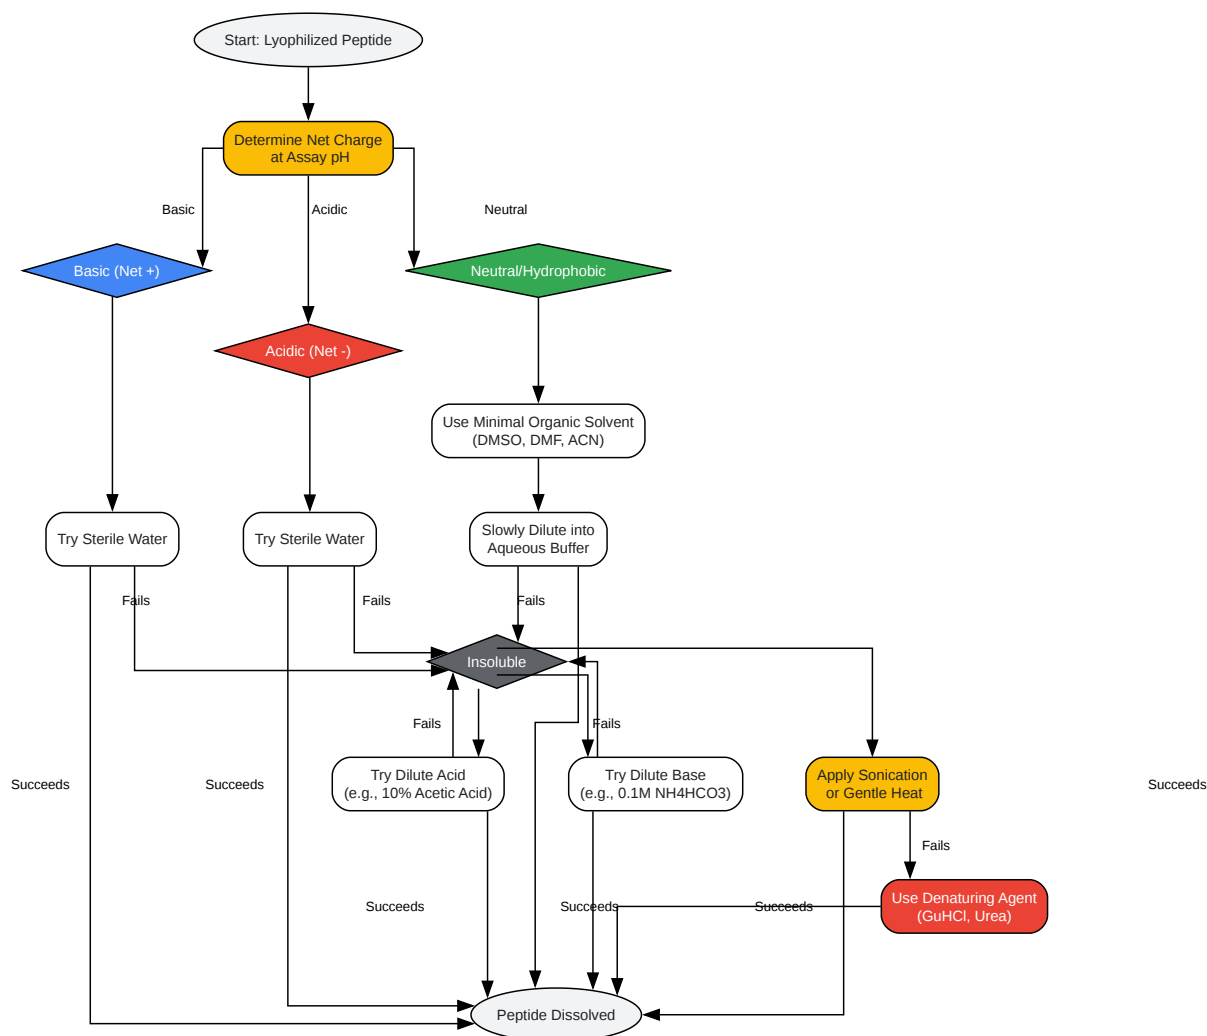 Start: Lyophilized Peptide
Determine Net Charge
at Assay pH
Basic
Acidic
Neutral
Basic (Net +)
Neutral/Hydrophobic
Acidic (Net -)
Use Minimal Organic Solvent
(DMSO, DMF, ACN)
Try Sterile Water
Try Sterile Water
Slowly Dilute into
Aqueous Buffer
Fails
Fails
Fails
Insoluble
Fails
Fails
Try Dilute Acid
(e.g., 10% Acetic Acid)
Try Dilute Base
(e.g., 0.1M NH4HCO3)
Apply Sonication
or Gentle Heat
Succeeds
Succeeds
Succeeds
Fails
Use Denaturing Agent
(GuHCl, Urea)
Succeeds
Succeeds
Succeeds
Peptide Dissolved